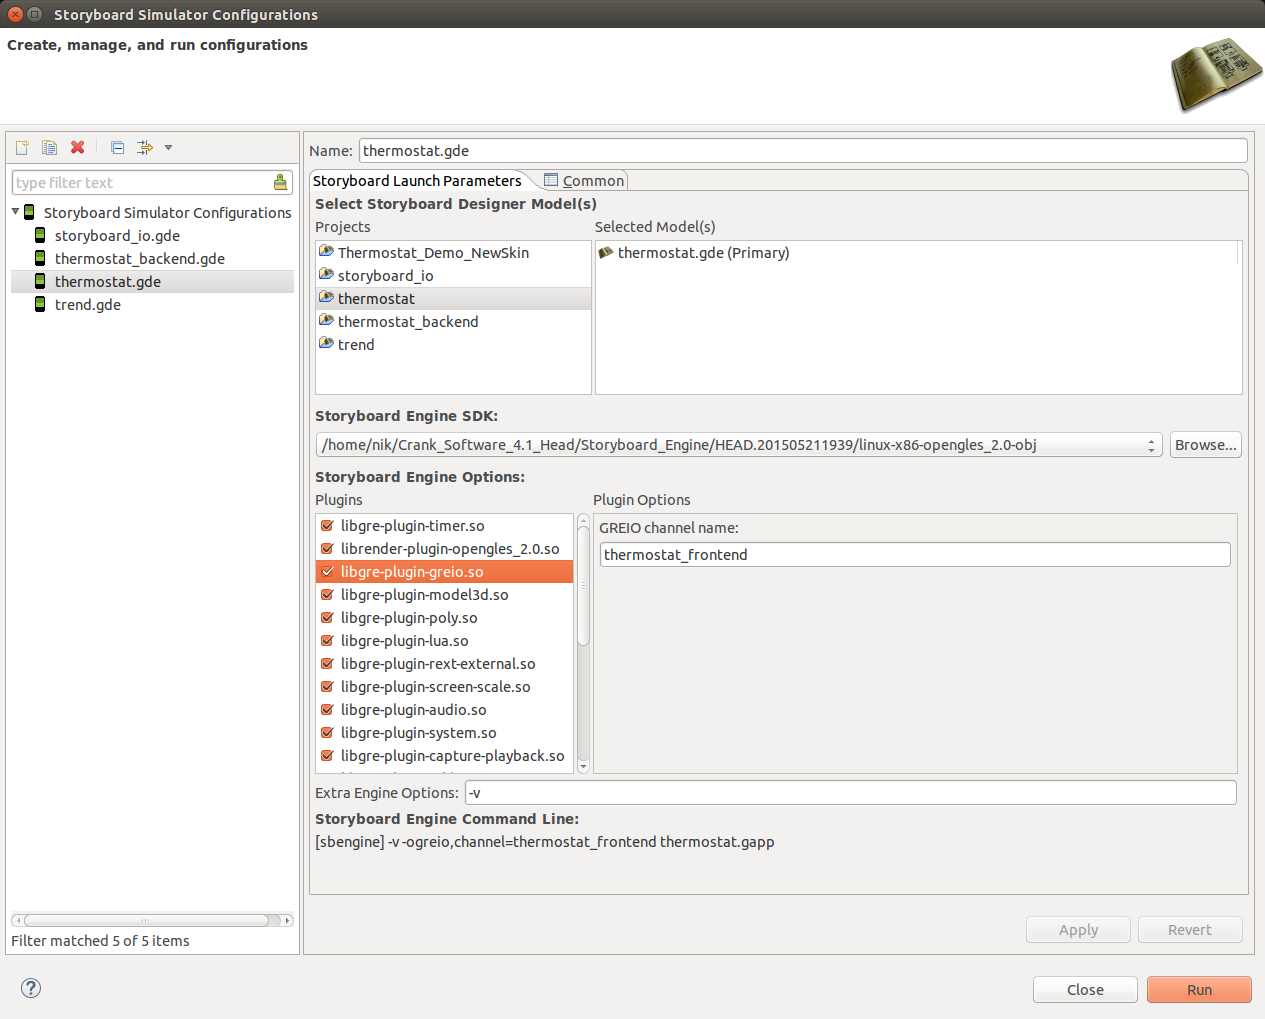 Storyboard Simulator Configurations
Create, manage, and run configurations
type filter text
Storyboard Simulator Configurations
storyboard_io.gde
thermostat_backend.gde
thermostat.gde
trend.gde
Filter matched 5 of 5 items
Name: thermostat.gde
Storyboard Launch Parameters Common
Select Storyboard Designer Model(s)
Projects Selected Model(s)
Thermostat_Demo_NewSkin thermostat.gde (Primary)
storyboard_io
thermostat
thermostat_backend
trend
Storyboard Engine SDK:
/home/nik/Crank_Software_4.1_Head/Storyboard_Engine/HEAD.201505211939/linux-x86-opengles_2.0-obj Browse...
Storyboard Engine Options:
Plugins Plugin Options
libgre-plugin-timer.so GREIO channel name:
librender-plugin-opengles_2.0.so thermostat_frontend
libgre-plugin-greio.so
libgre-plugin-model3d.so
libgre-plugin-poly.so
libgre-plugin-lua.so
libgre-plugin-rext-external.so
libgre-plugin-screen-scale.so
libgre-plugin-audio.so
libgre-plugin-system.so
libgre-plugin-capture-playback.so
Extra Engine Options: -v
Storyboard Engine Command Line:
[sbengine] -v -ogreio,channel=thermostat_frontend thermostat.gapp
Apply Revert
? Close Run